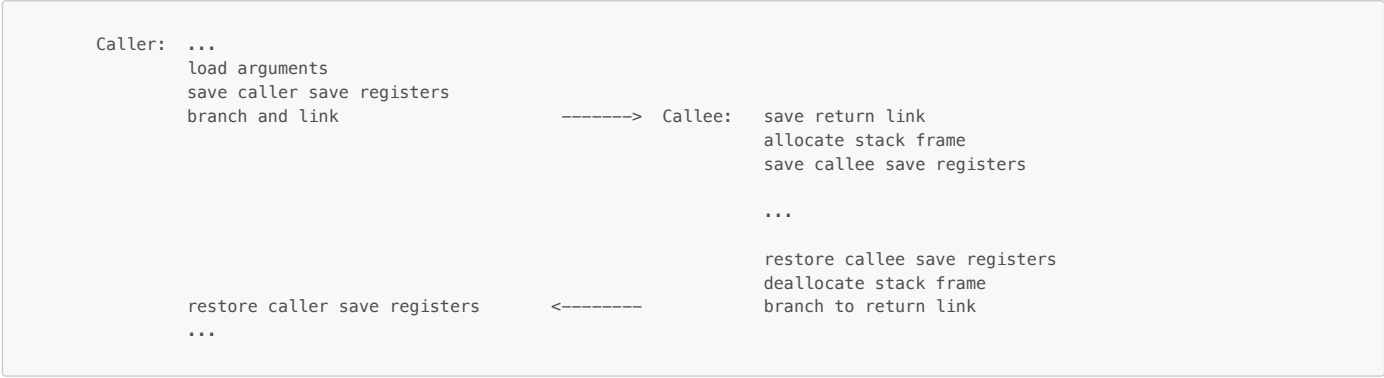 Caller: ...
load arguments
save caller save registers
branch and link -------> Callee: save return link
allocate stack frame
save callee save registers
...
restore callee save registers
deallocate stack frame
restore caller save registers <-------- branch to return link
...